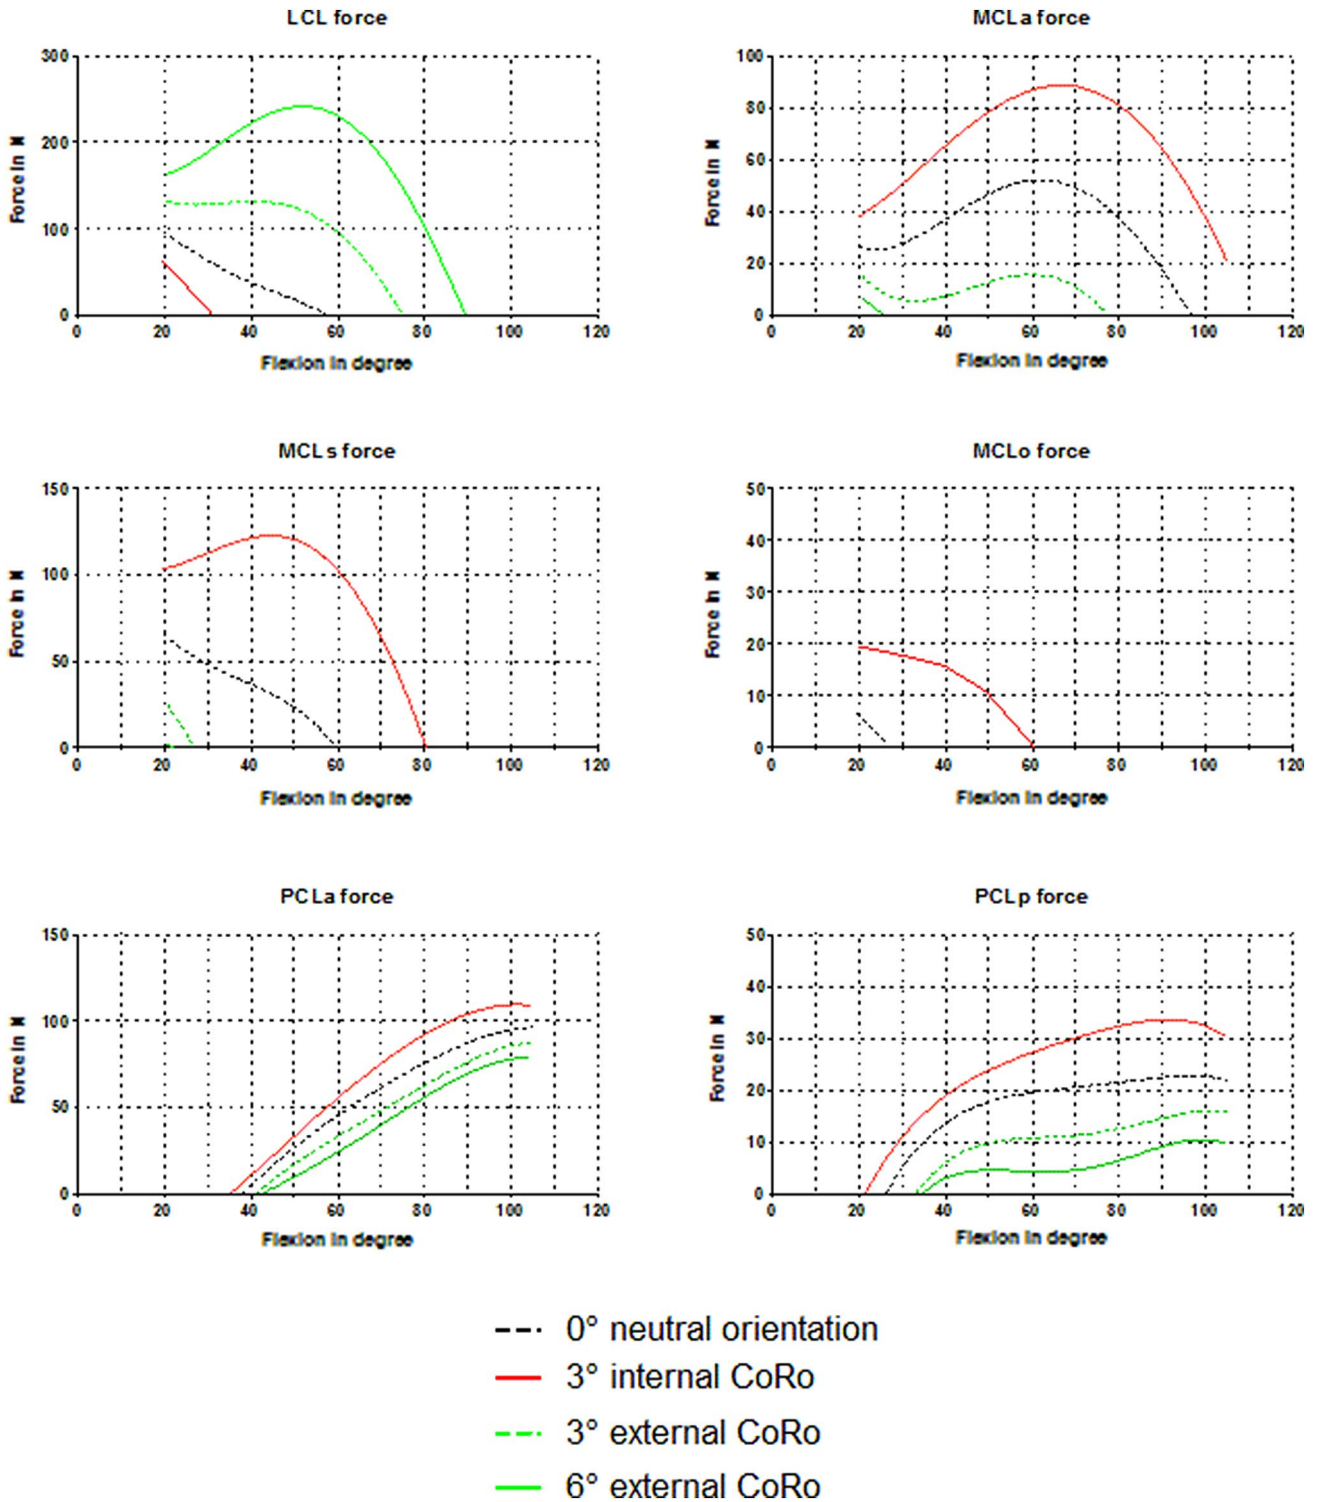 LCL force
MCLa force
300
200
100
0
Force in N
0 20 40 60 80 100 120
Flexion in degree
100
80
60
40
20
0
Force in N
0 20 40 60 80 100 120
Flexion in degree
MCLs force
MCLo force
150
100
50
0
Force in N
0 20 40 60 80 100 120
Flexion in degree
50
40
30
20
10
0
Force in N
0 20 40 60 80 100 120
Flexion in degree
PCLa force
PCLp force
150
100
50
0
Force in N
0 20 40 60 80 100 120
Flexion in degree
50
40
30
20
10
0
Force in N
0 20 40 60 80 100 120
Flexion in degree
0° neutral orientation
3° internal CoRo
3° external CoRo
6° external CoRo